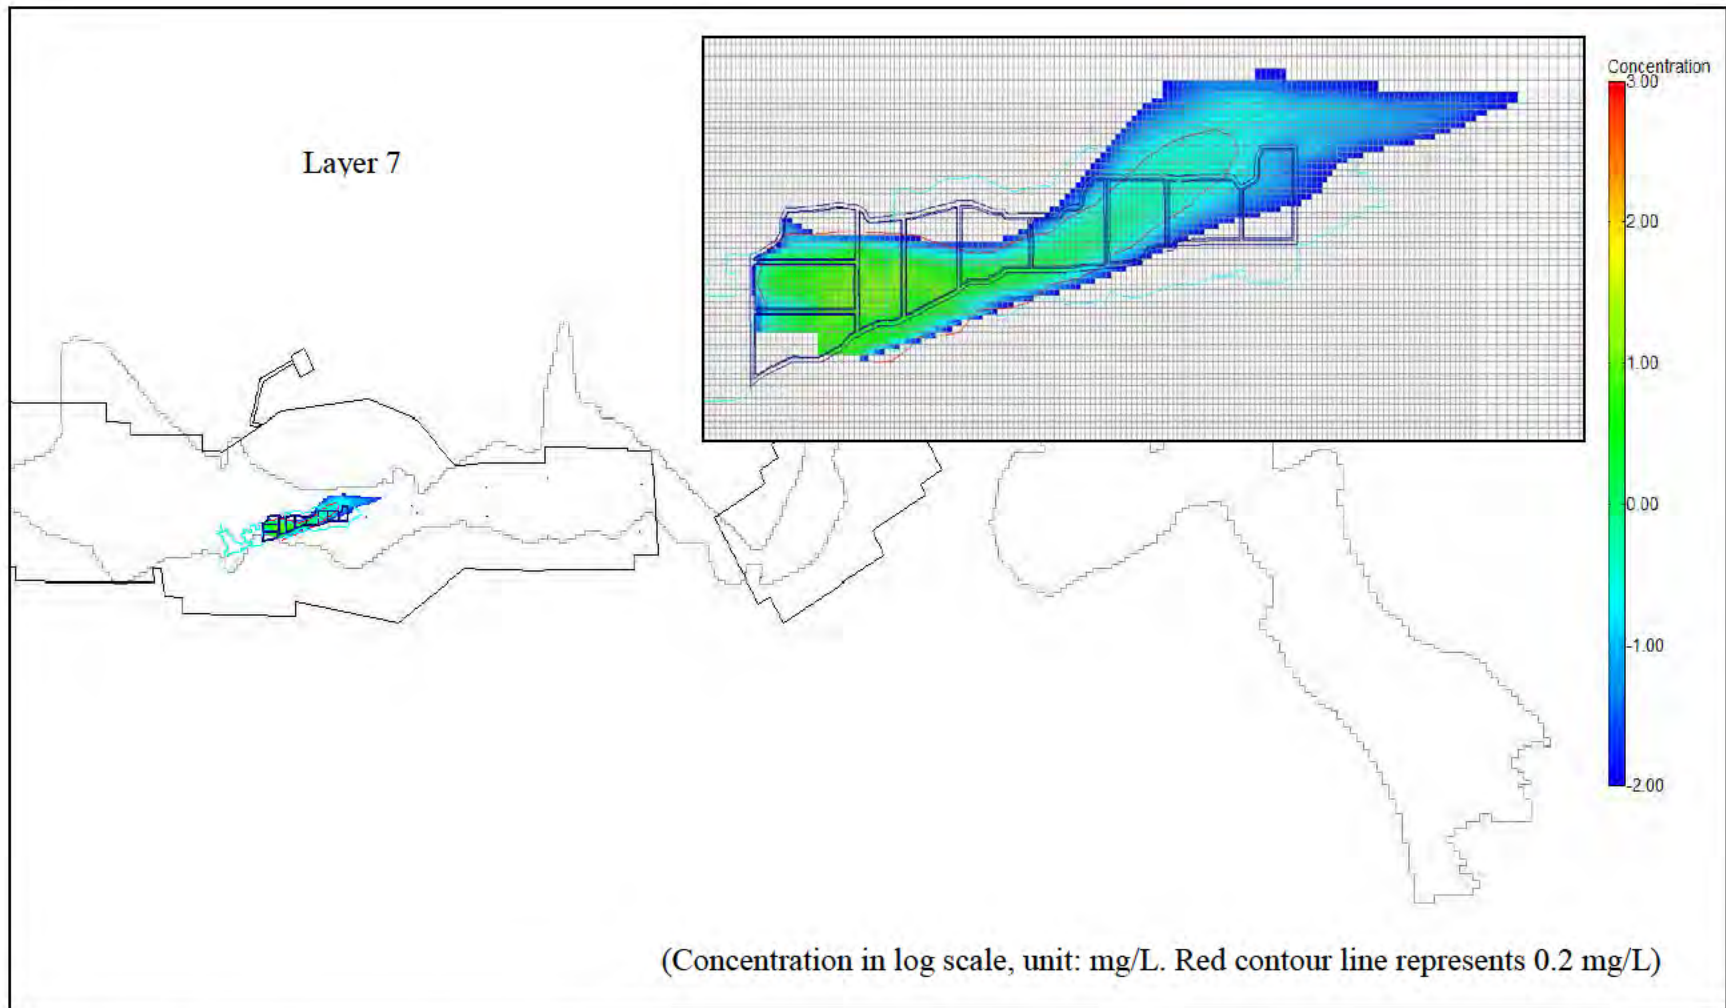 Concentration
3.00
Layer 7
2.00
1.00
0.00
-1.00
-2.00
(Concentration in log scale, unit: mg/L. Red contour line represents 0.2 mg/L)